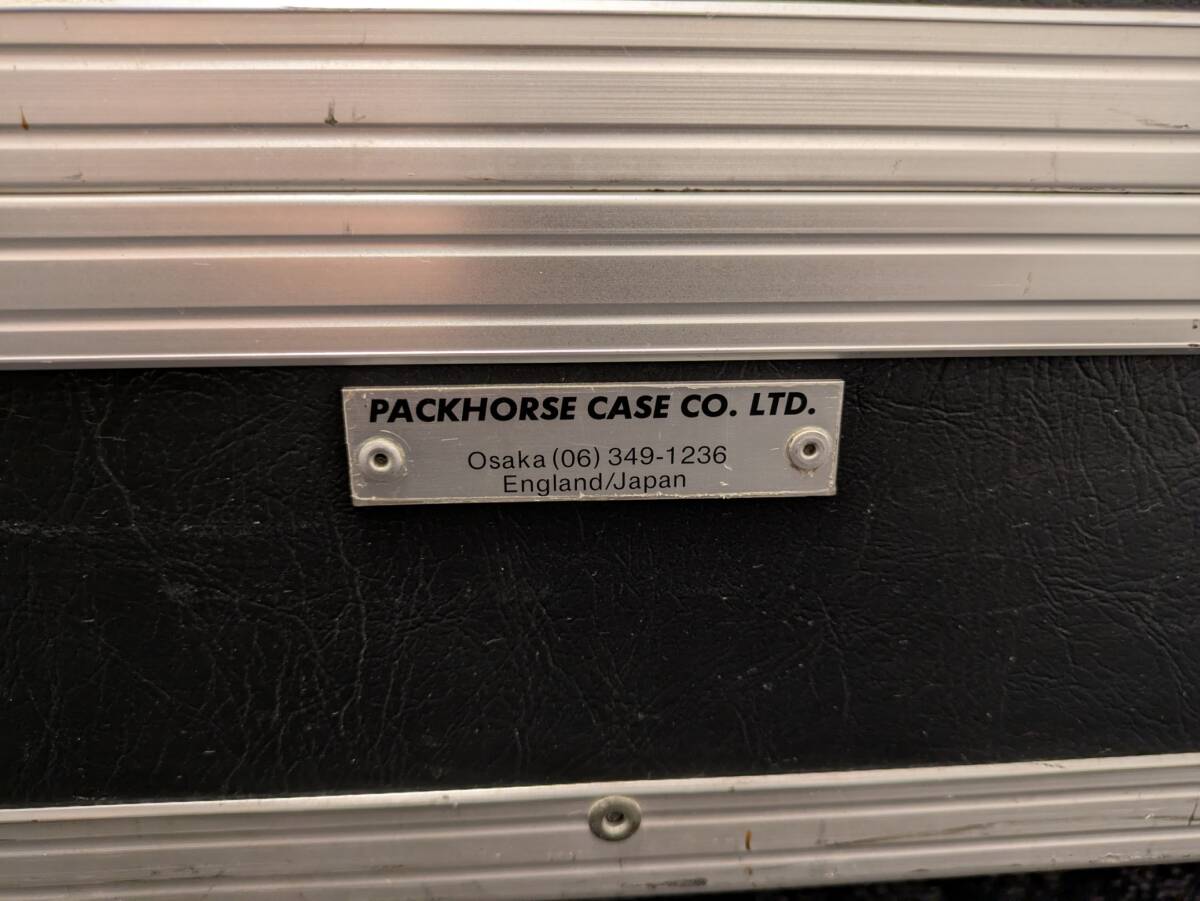 PACKHORSE CASE CO. LTD.
Osaka (06) 349-1236
England/Japan